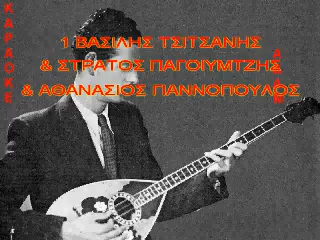 ΚΑΡΑΟΚΕ
1 ΒΑΣΙΛΗΣ ΤΣΙΤΣΑΝΗΣ
& ΣΤΡΑΤΟΣ ΠΑΓΙΟΥΜΤΖΗΣ
& ΑΘΑΝΑΣΙΟΣ ΓΙΑΝΝΟΠΟΥΛΟΣ